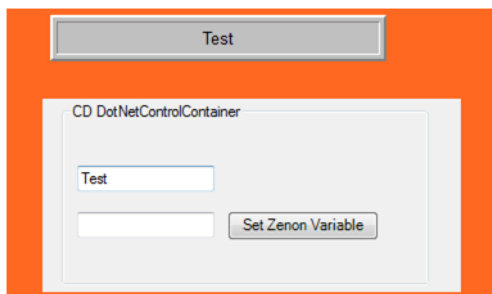 Test
CD DotNetControlContainer
Test
Set Zenon Variable